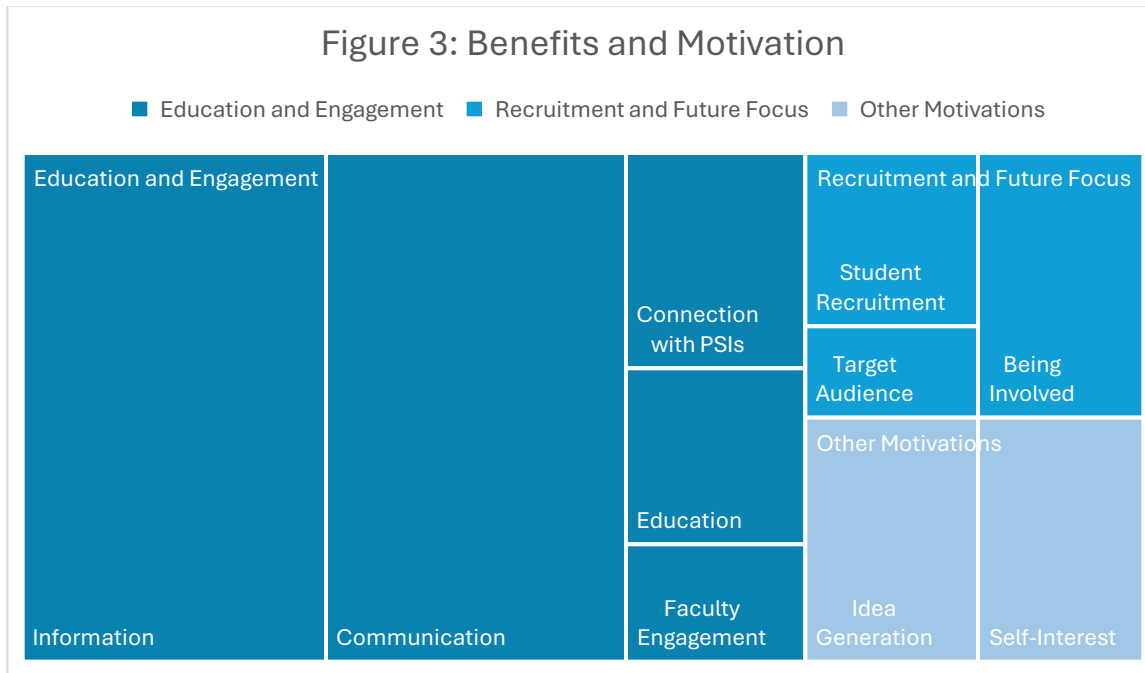 Figure 3: Benefits and Motivation
Education and Engagement Recruitment and Future Focus Other Motivations
Education and Engagement
Information
Communication
Connection
with PSIs
Education
Faculty
Engagement
Recruitment and Future Focus
Student
Recruitment
Target
Audience
Being
Involved
Other Motivations
Idea
Generation
Self-Interest